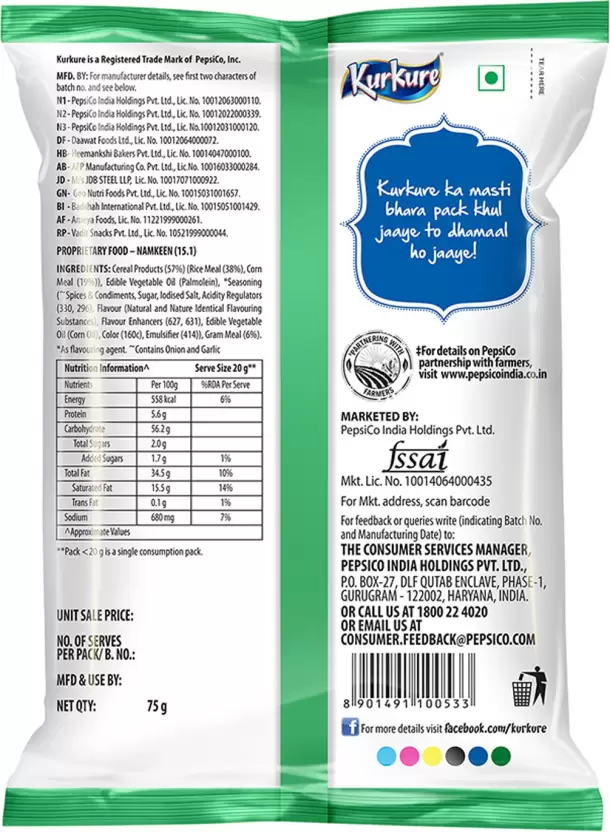 Kurkure is a Registered Trade Mark of PepsiCo, Inc.
MFD. BY: For manufacturer details, see first two characters of
batch no. and see below.
N1 - PepsiCo India Holdings Pvt. Ltd., Lic. No. 10012063000110.
N2 - PepsiCo India Holdings Pvt. Ltd., Lic. No. 10012022000339.
N3 - PepsiCo India Holdings Pvt. Ltd., Lic. No.10012031000120.
DF - Daawat Foods Ltd., Lic. No. 10012064000072.
HB- Heemankshi Bakers Pvt. Ltd., Lic. No. 10014047000100.
AB - Manufacturing Co. Pvt. Ltd., Lic. No. 10016033000284.
JD - M/s JDB STEEL LLP, Lic. No. 10017071000922.
GN- Geo Nutri Foods Pvt. Ltd., Lic. No. 10015031001657.
BI - International Pvt. Ltd., Lic. No. 10015051001429.
AF - Foods, Lic. No. 11221999000261.
RP - Snacks Pvt. Ltd., Lic. No. 10521999000044.
PROPRIETARY FOOD – NAMKEEN (15.1)
INGREDIENTS: Cereal Products (57%) (Rice Meal (38%), Corn
Meal (19%)), Edible Vegetable Oil (Palmolein), *Seasoning
(~Spices & Condiments, Sugar, Iodised Salt, Acidity Regulators
(330, 296), Flavour (Natural and Nature Identical Flavouring
Substances), Flavour Enhancers (627, 631), Edible Vegetable
Oil (Corn Oil), Color (160c), Emulsifier (414)), Gram Meal (6%).
*As flavouring agent. ~Contains Onion and Garlic
Nutrition Information^ Serve Size 20 g**
Nutrients Per 100g %RDA Per Serve
Energy 558 kcal 6%
Protein 5.6 g
Carbohydrate 56.2 g
Total Sugars 2.0 g
Added Sugars 1.7 g 1%
Total Fat 34.5 g 10%
Saturated Fat 15.5 g 14%
Trans Fat 0.1 g 1%
Sodium 680 mg 7%
^Approximate Values
**Pack <20 g is a single consumption pack.
UNIT SALE PRICE:
NO. OF SERVES
PER PACK/ B. NO.:
MFD & USE BY:
NET QTY: 75 g
Kurkure
TEAR HERE
Kurkure ka masti
bhara pack khul
jaaye to dhamaal
ho jaaye!
PARTNERING WITH
FARMERS
‡For details on PepsiCo
partnership with farmers,
visit www.pepsicoindia.co.in
MARKETED BY:
PepsiCo India Holdings Pvt. Ltd.
fssai
Mkt. Lic. No. 10014064000435
For Mkt. address, scan barcode
For feedback or queries write (indicating Batch No.
and Manufacturing Date) to:
THE CONSUMER SERVICES MANAGER,
PEPSICO INDIA HOLDINGS PVT. LTD.,
P.O. BOX-27, DLF QUTAB ENCLAVE, PHASE-1,
GURUGRAM - 122002, HARYANA, INDIA.
OR CALL US AT 1800 22 4020
OR EMAIL US AT
CONSUMER.FEEDBACK@PEPSICO.COM
8 901491 100533
f For more details visit facebook.com/kurkure